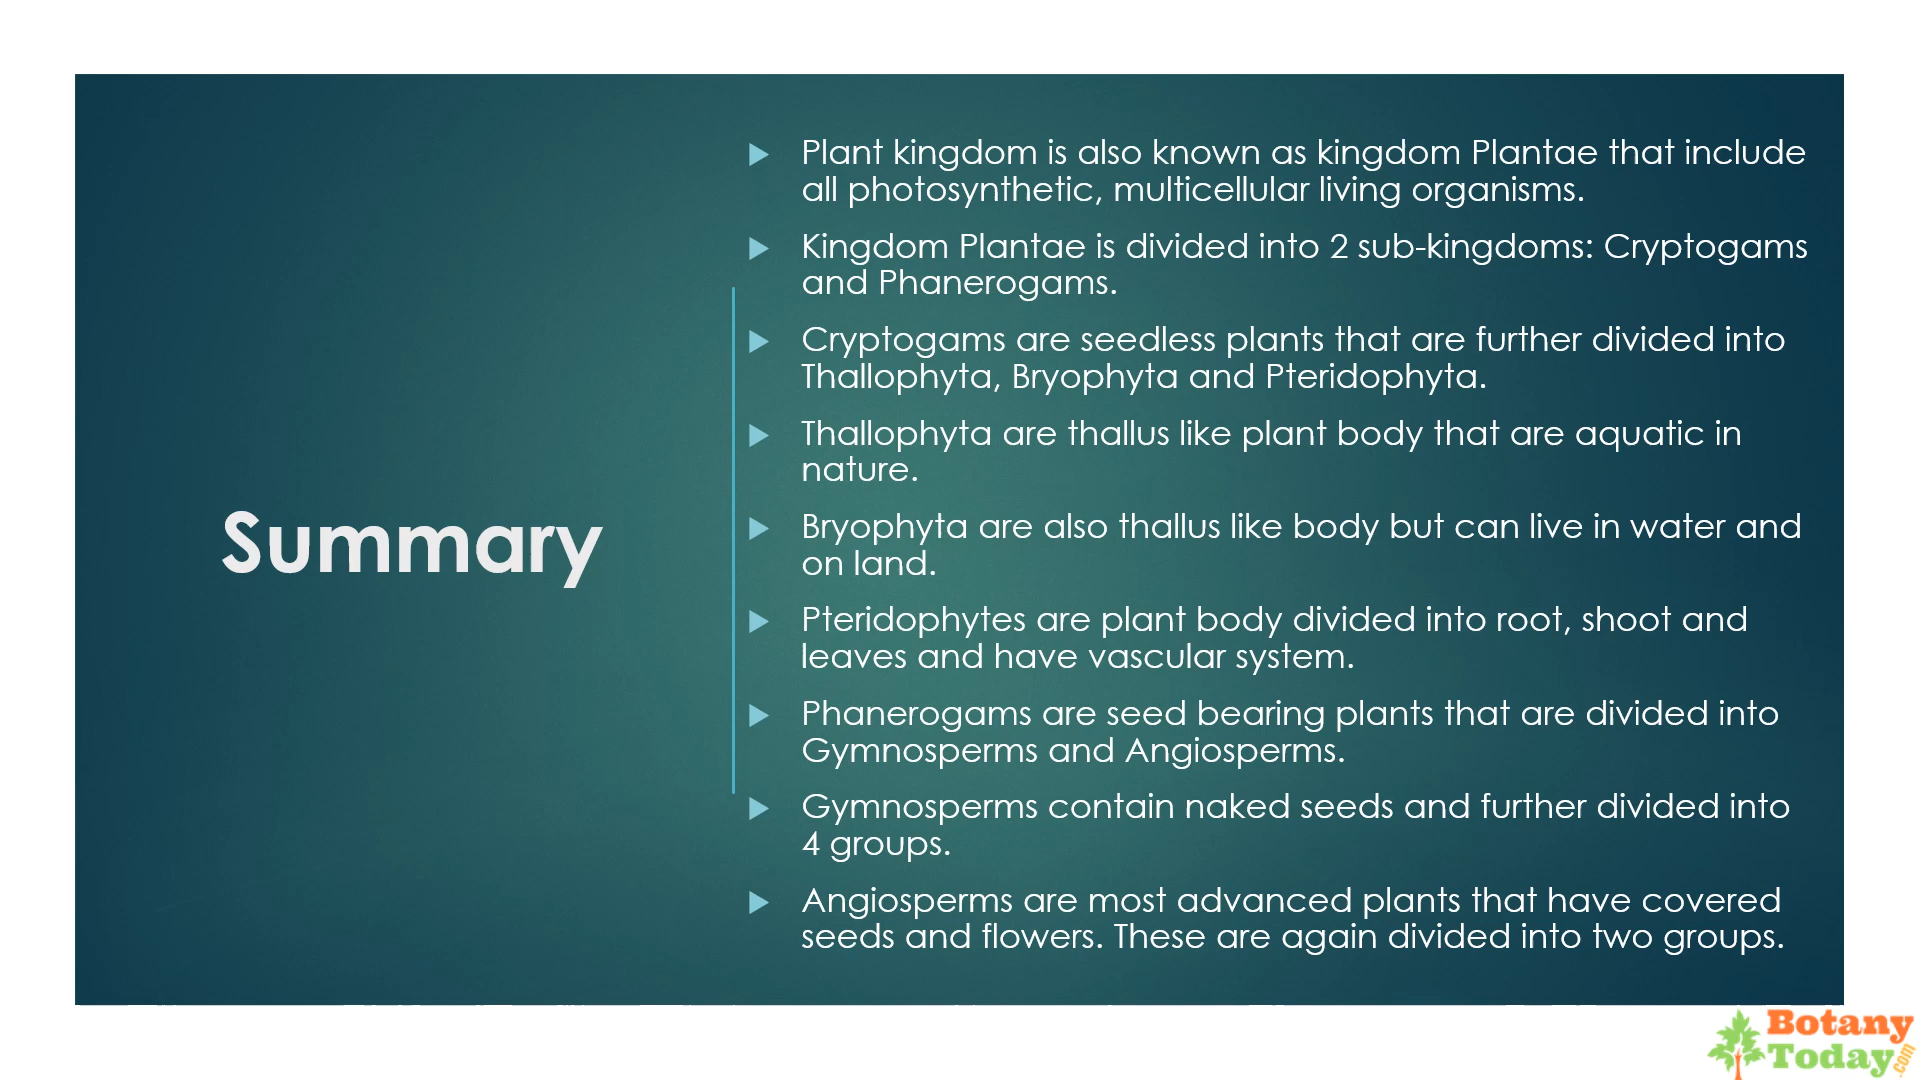 Summary
Plant kingdom is also known as kingdom Plantae that include
all photosynthetic, multicellular living organisms.
Kingdom Plantae is divided into 2 sub-kingdoms: Cryptogams
and Phanerogams.
Cryptogams are seedless plants that are further divided into
Thallophyta, Bryophyta and Pteridophyta.
Thallophyta are thallus like plant body that are aquatic in
nature.
Bryophyta are also thallus like body but can live in water and
on land.
Pteridophytes are plant body divided into root, shoot and
leaves and have vascular system.
Phanerogams are seed bearing plants that are divided into
Gymnosperms and Angiosperms.
Gymnosperms contain naked seeds and further divided into
4 groups.
Angiosperms are most advanced plants that have covered
seeds and flowers. These are again divided into two groups.
Botany
Today.com